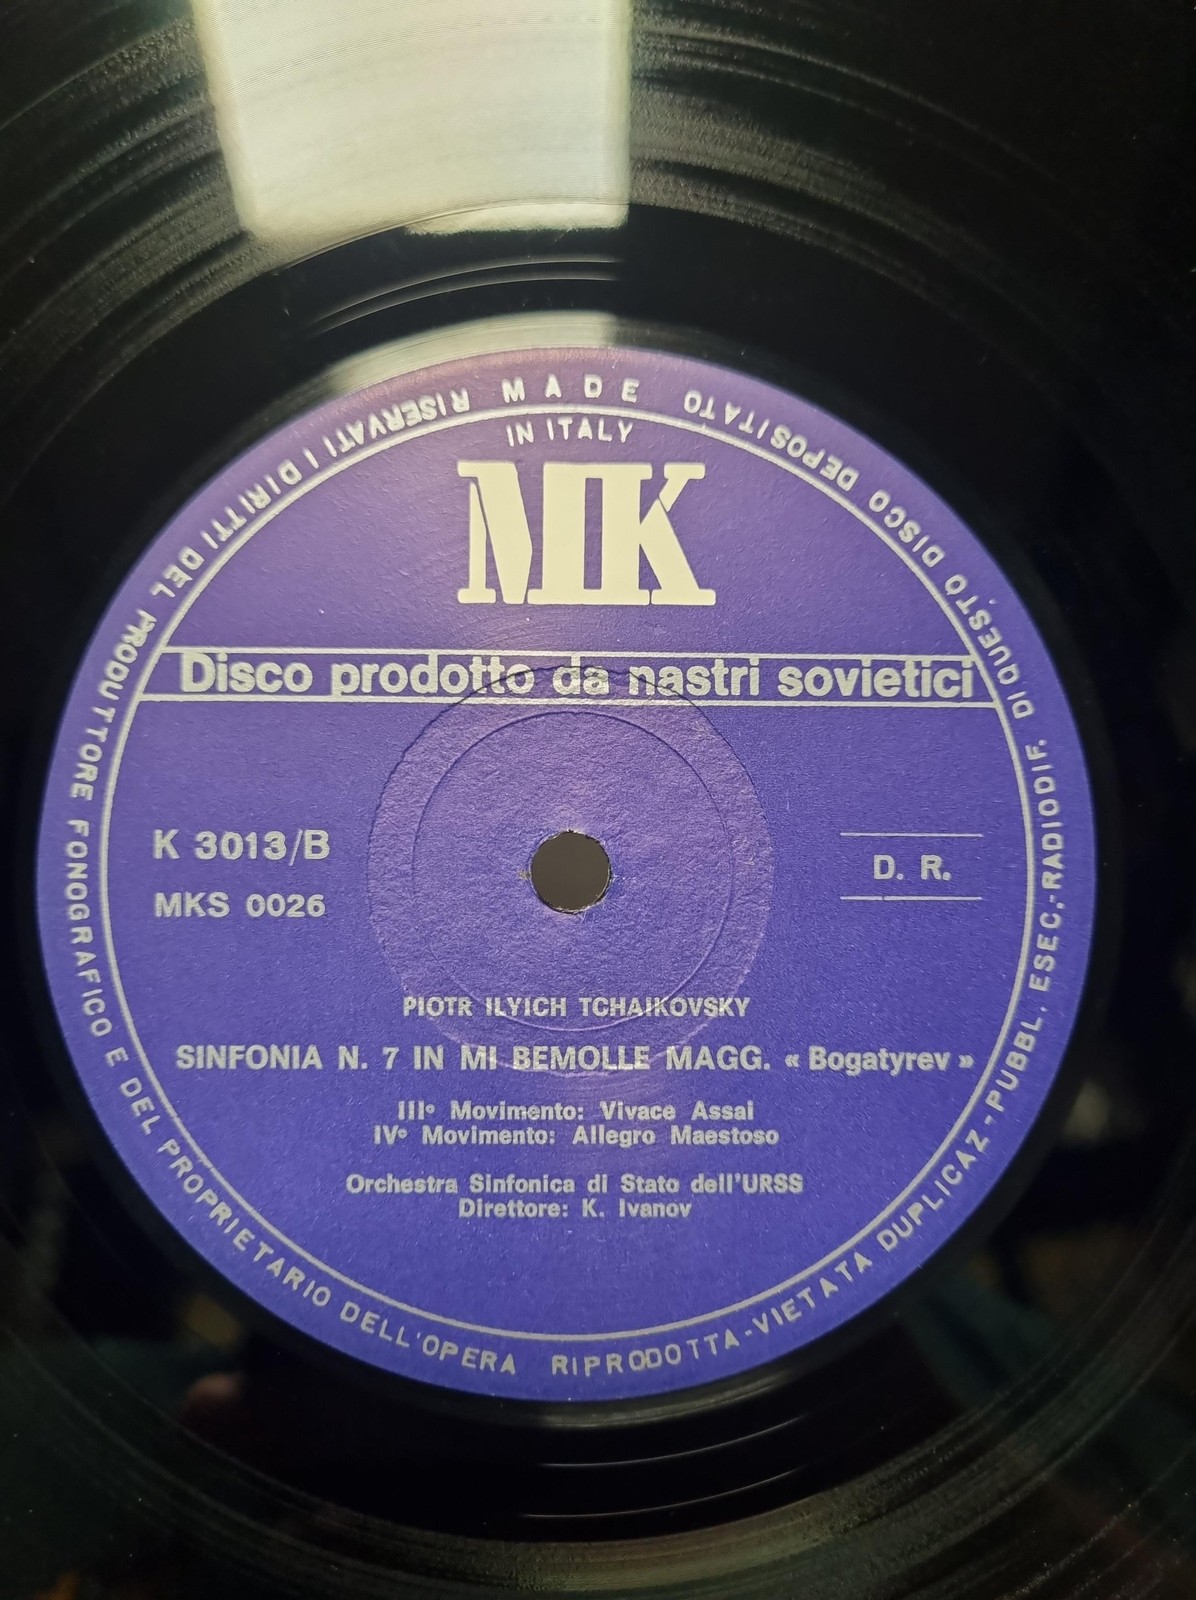 MADE
IN ITALY
MK
Disco prodotto da nastri sovietici
K 3013/B
MKS 0026
D. R.
PIOTR ILYICH TCHAIKOVSKY
SINFONIA N. 7 IN MI BEMOLLE MAGG. « Bogatyrev »
III° Movimento: Vivace Assai
IV° Movimento: Allegro Maestoso
Orchestra Sinfonica di Stato dell'URSS
Direttore: K. Ivanov
RISERVATI I DIRITTI DEL PRODUTTORE FONOGRAFICO E DEL PROPRIETARIO DELL'OPERA RIPRODOTTA-VIETATA DUPLICAZ-PUBBL. ESEC.-RADIODIF. DI QUESTO DISCO DEPOSITATO